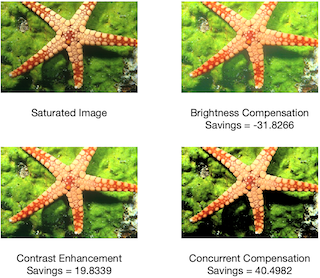 Saturated Image
Brightness Compensation
Savings = -31.8266
Contrast Enhancement
Savings = 19.8339
Concurrent Compensation
Savings = 40.4982